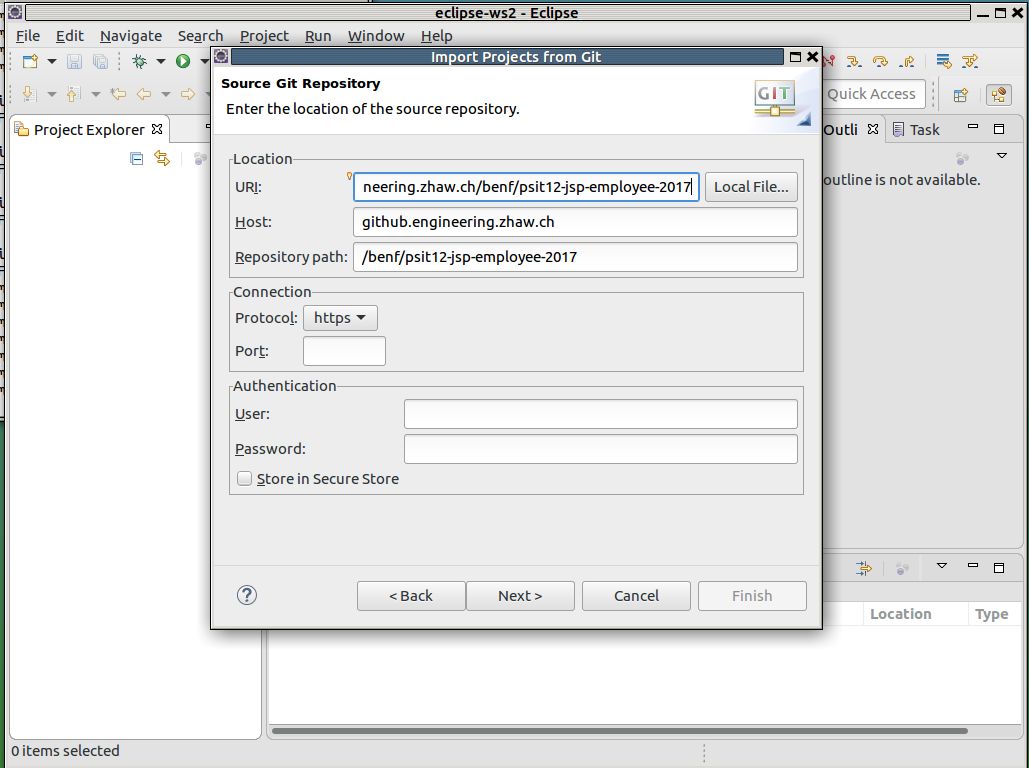 eclipse-ws2 - Eclipse
File Edit Navigate Search Project Run Window Help
Import Projects from Git
Source Git Repository
Enter the location of the source repository.
GIT
Quick Access
Project Explorer
Outli
Task
outline is not available.
Location
URI:
neering.zhaw.ch/benf/psit12-jsp-employee-2017
Local File...
Host:
github.engineering.zhaw.ch
Repository path:
/benf/psit12-jsp-employee-2017
Connection
Protocol:
https
Port:
Authentication
User:
Password:
Store in Secure Store
?
< Back
Next >
Cancel
Finish
Location
Type
0 items selected